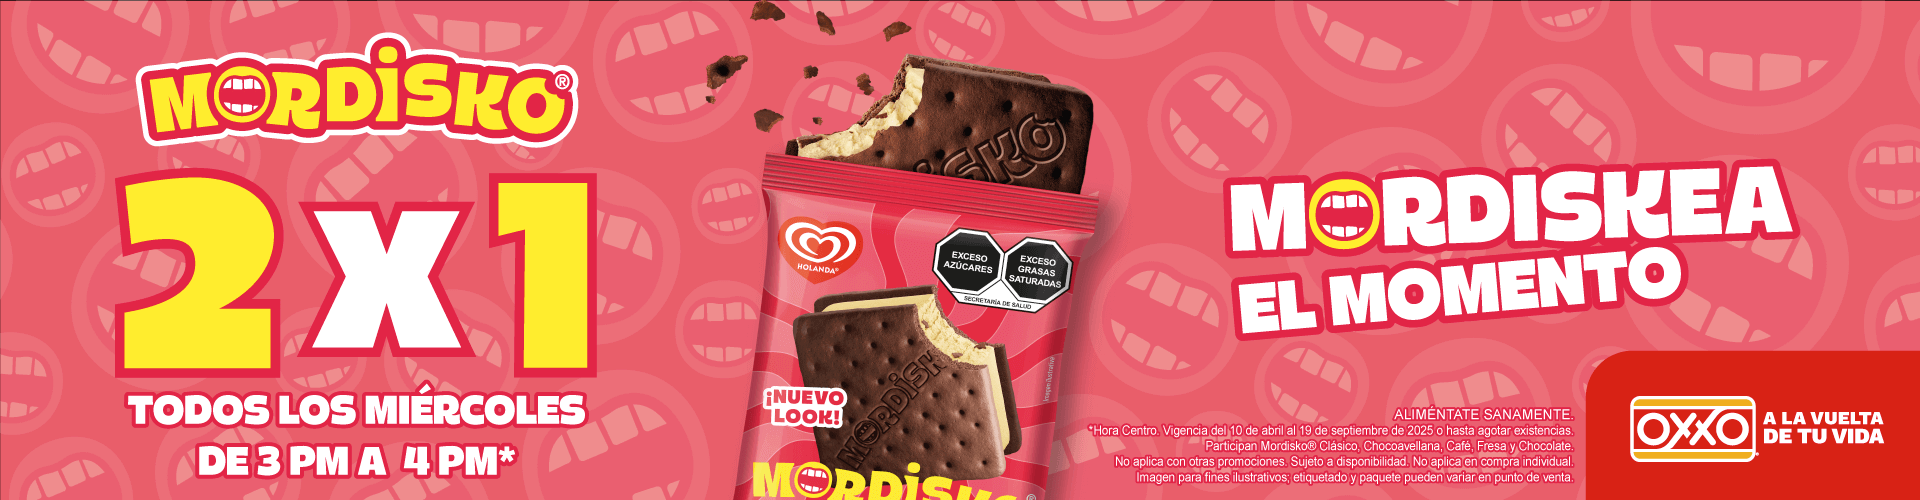 MORDISKO®
2x1
TODOS LOS MIÉRCOLES
DE 3 PM A 4 PM*
MORDISKO
HOLANDA®
EXCESO
AZÚCARES
EXCESO
GRASAS
SATURADAS
SECRETARÍA DE SALUD
MORDISKO
¡NUEVO
LOOK!
MORDISKO®
Imagen ilustrativa
MORDISKEA
EL MOMENTO
ALIMÉNTATE SANAMENTE.
*Hora Centro. Vigencia del 10 de abril al 19 de septiembre de 2025 o hasta agotar existencias.
Participan Mordisko® Clásico, Chocoavellana, Café, Fresa y Chocolate.
No aplica con otras promociones. Sujeto a disponibilidad. No aplica en compra individual.
Imagen para fines ilustrativos; etiquetado y paquete pueden variar en punto de venta.
OXXO®
A LA VUELTA
DE TU VIDA